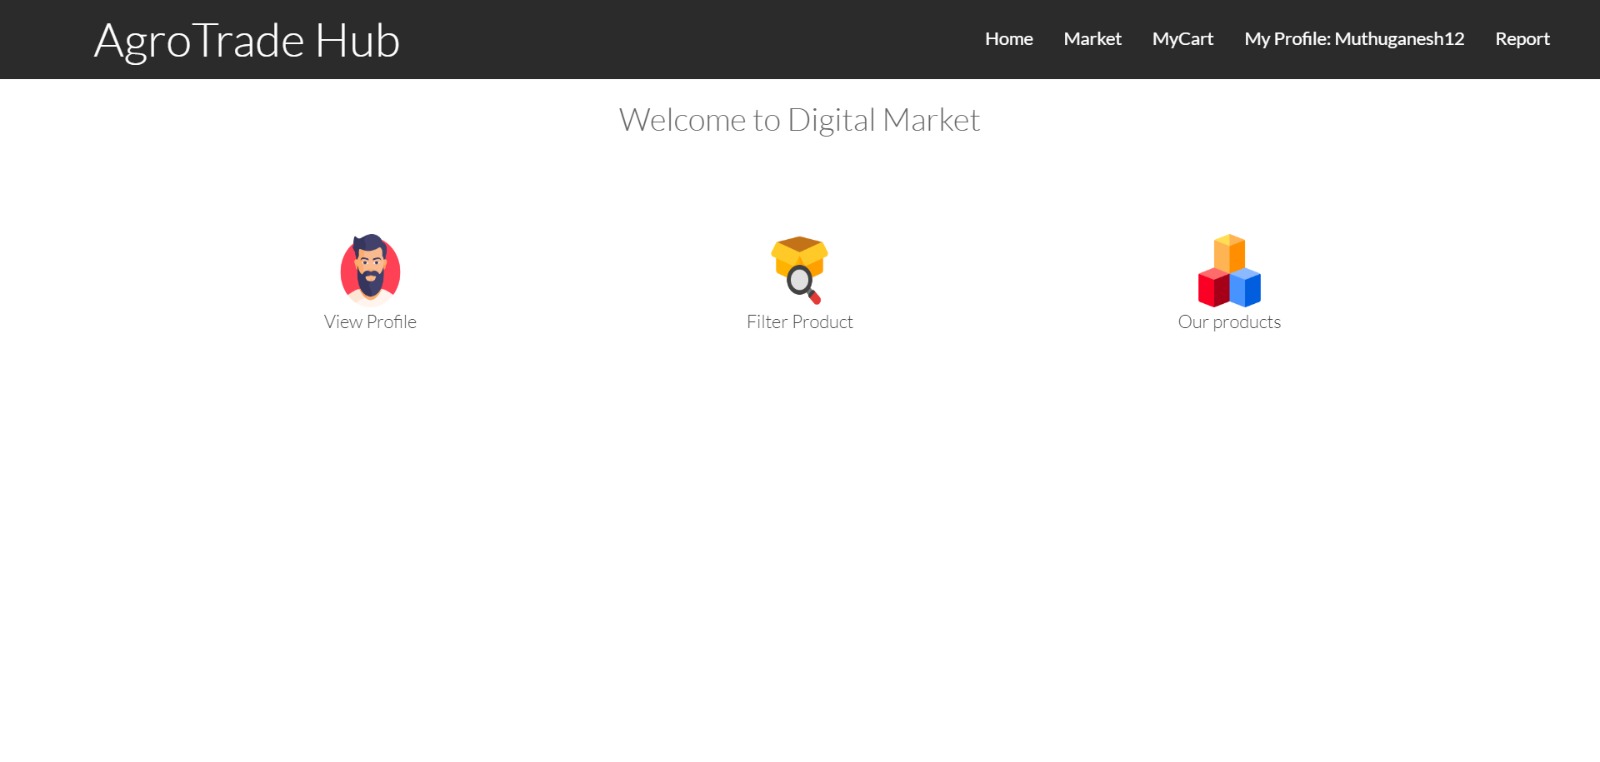 AgroTrade Hub
Home Market MyCart My Profile: Muthuganesh12 Report
Welcome to Digital Market
View Profile
Filter Product
Our products